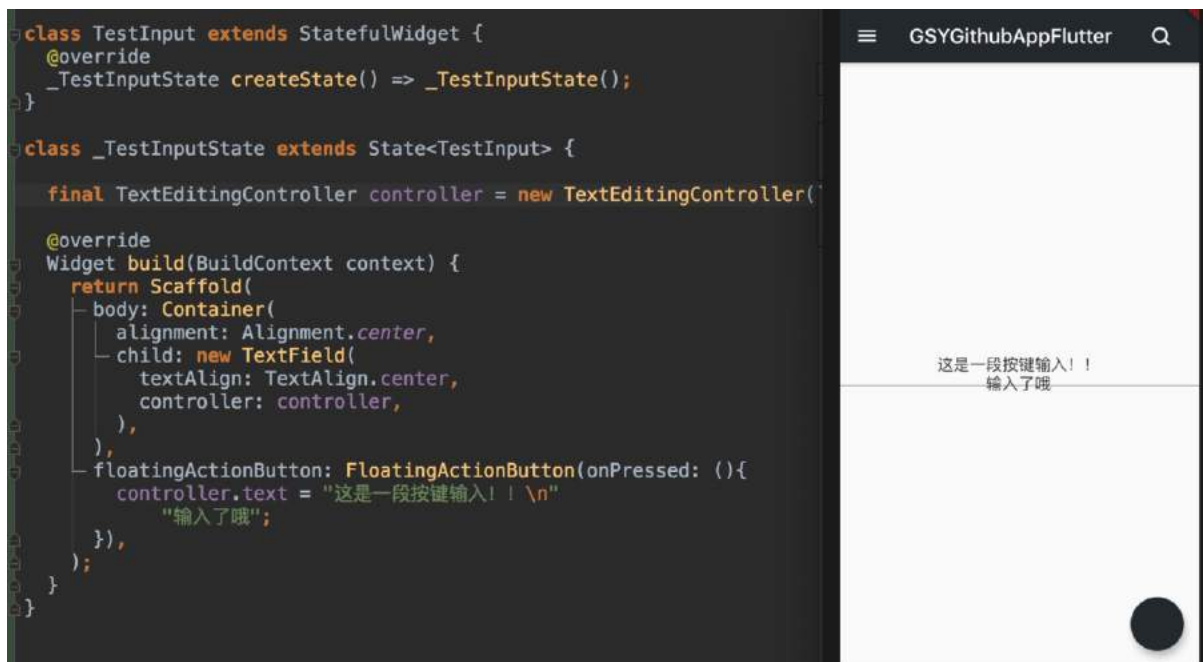 class TestInput extends StatefulWidget {
@override
_TestInputState createState() => _TestInputState();
}
class _TestInputState extends State<TestInput> {
final TextEditingController controller = new TextEditingController(
@override
Widget build(BuildContext context) {
return Scaffold(
body: Container(
alignment: Alignment.center,
child: new TextField(
textAlign: TextAlign.center,
controller: controller,
),
),
floatingActionButton: FloatingActionButton(onPressed: (){
controller.text = "这是一段按键输入！！\n"
"输入了哦";
}),
);
}
}
GSYGithubAppFlutter
这是一段按键输入！！
输入了哦